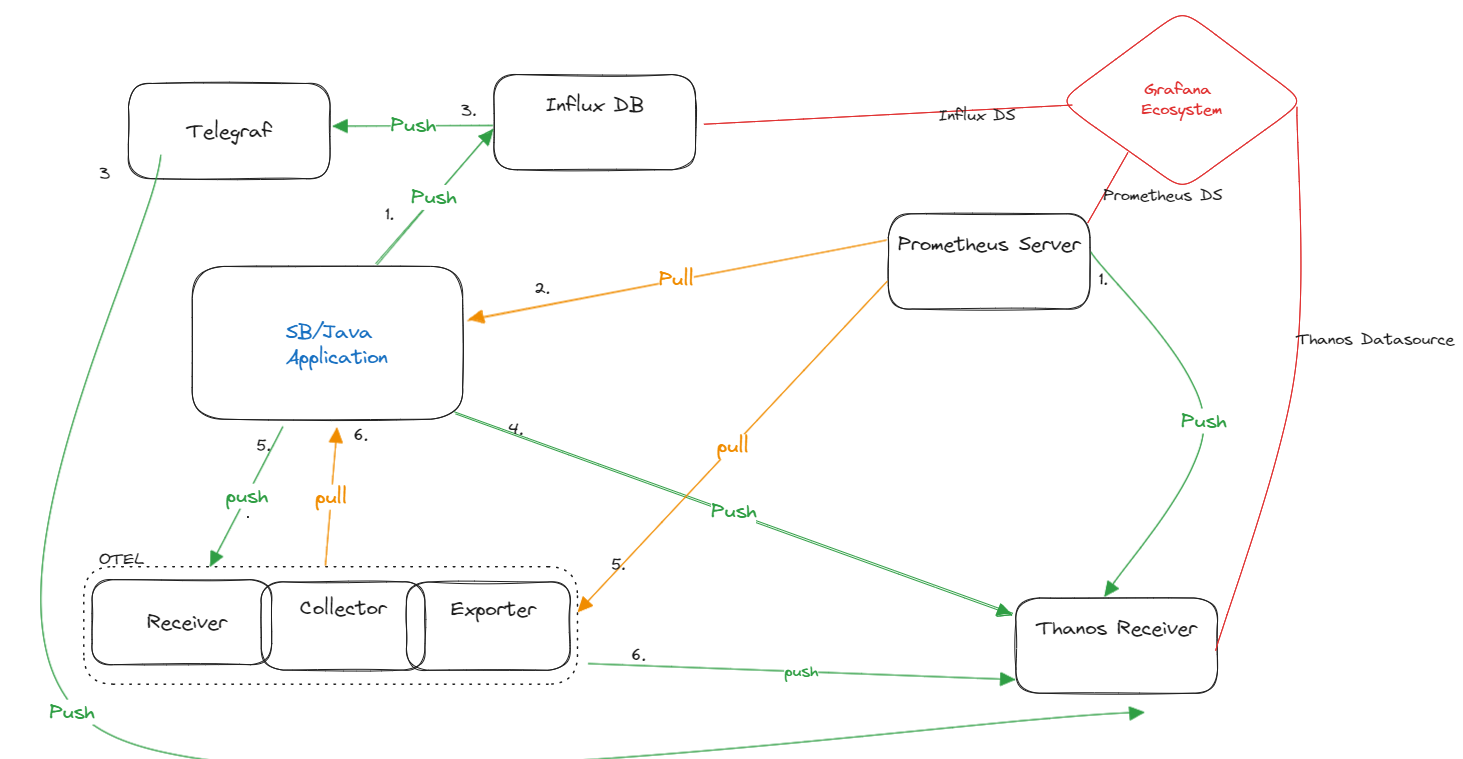 Grafana
Ecosystem
Influx DB
3.
Telegraf
Push
Influx DS
3
Push
1.
Prometheus DS
Prometheus Server
1.
Pull
2.
SB/Java
Application
Thanos Datasource
Push
4.
5.
6.
pull
push
pull
.
Push
OTEL
5.
Receiver
Collector
Exporter
Thanos Receiver
6.
push
Push